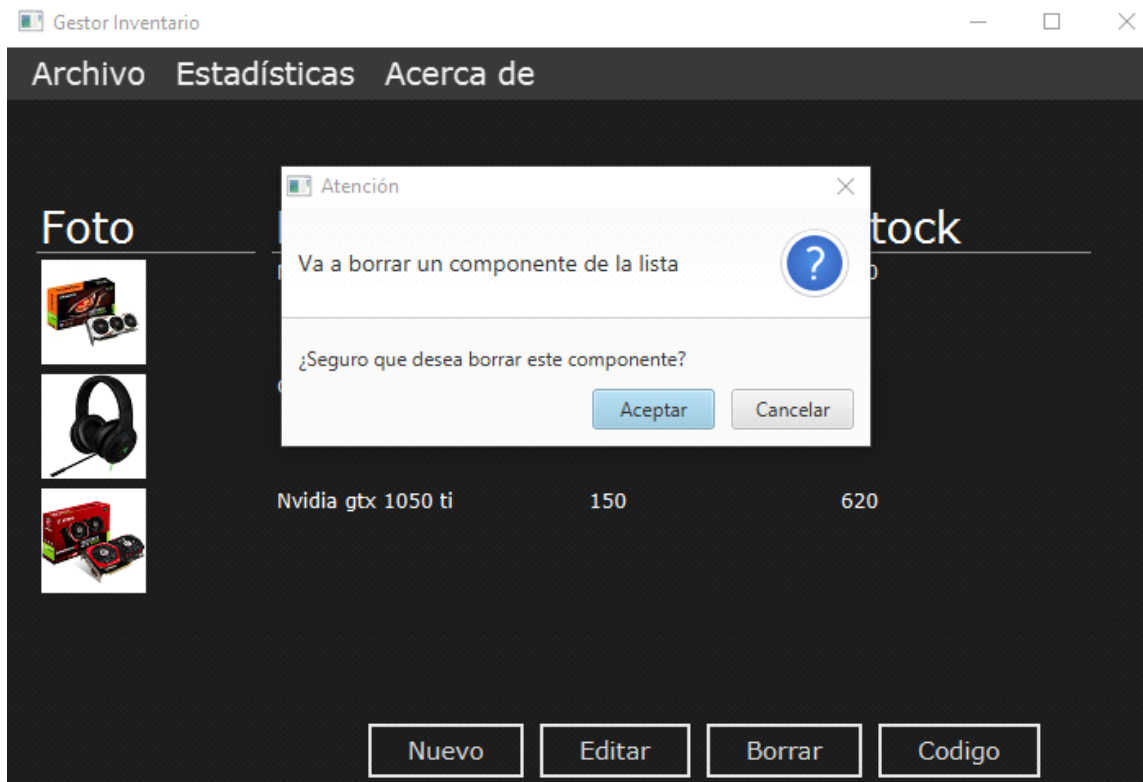 Gestor Inventario
Archivo Estadísticas Acerca de
Atención
Foto tock
Va a borrar un componente de la lista ?
¿Seguro que desea borrar este componente?
Aceptar Cancelar
Nvidia gtx 1050 ti 150 620
Nuevo Editar Borrar Codigo